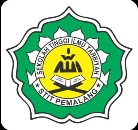 SEKOLAH TINGGI ILMU TARBIYAH
STIT PEMALANG